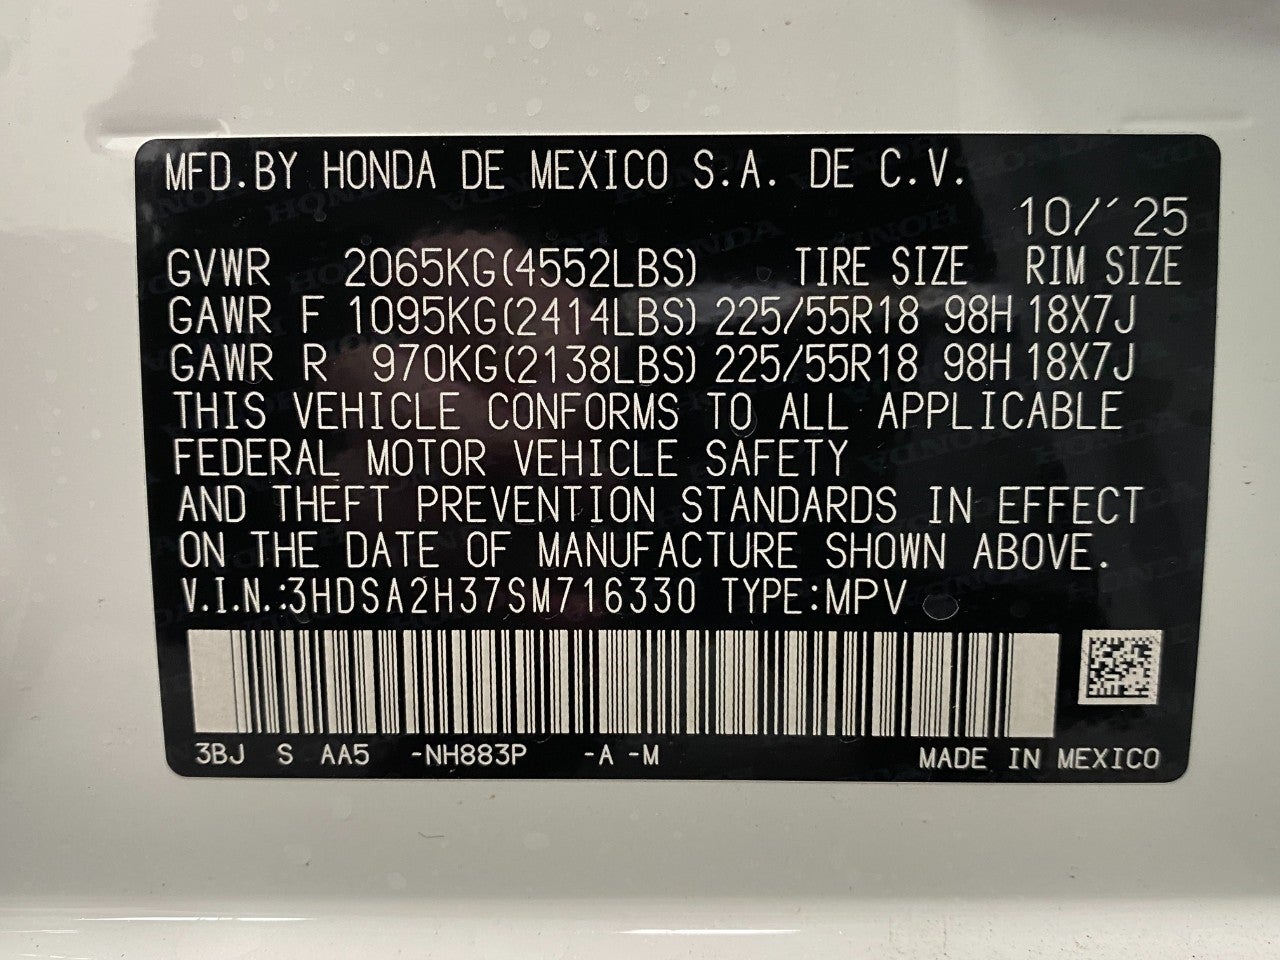 MFD.BY HONDA DE MEXICO S.A. DE C.V.
10/´25
GVWR 2065KG(4552LBS) TIRE SIZE RIM SIZE
GAWR F 1095KG(2414LBS) 225/55R18 98H 18X7J
GAWR R 970KG(2138LBS) 225/55R18 98H 18X7J
THIS VEHICLE CONFORMS TO ALL APPLICABLE
FEDERAL MOTOR VEHICLE SAFETY
AND THEFT PREVENTION STANDARDS IN EFFECT
ON THE DATE OF MANUFACTURE SHOWN ABOVE.
V.I.N.:3HDSA2H37SM716330 TYPE:MPV
3BJ S AA5 -NH883P -A -M MADE IN MEXICO